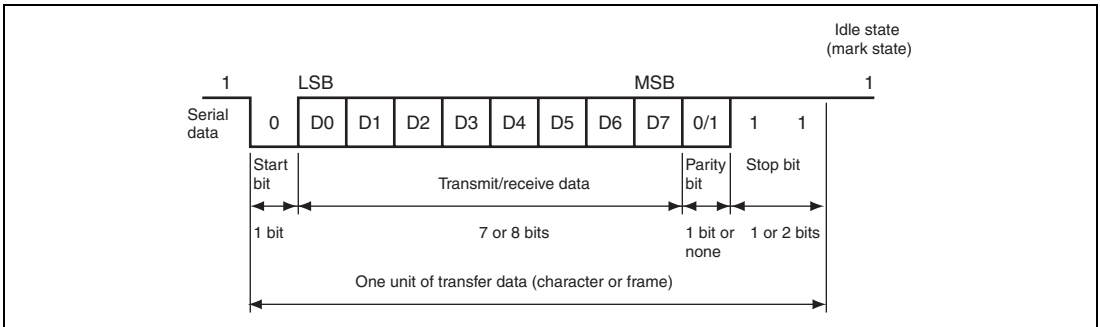 Idle state
(mark state)
1 LSB MSB 1
Serial
data
0 D0 D1 D2 D3 D4 D5 D6 D7 0/1 1 1
Start
bit
Transmit/receive data
Parity
bit
Stop bit
1 bit
7 or 8 bits
1 bit or
none
1 or 2 bits
One unit of transfer data (character or frame)